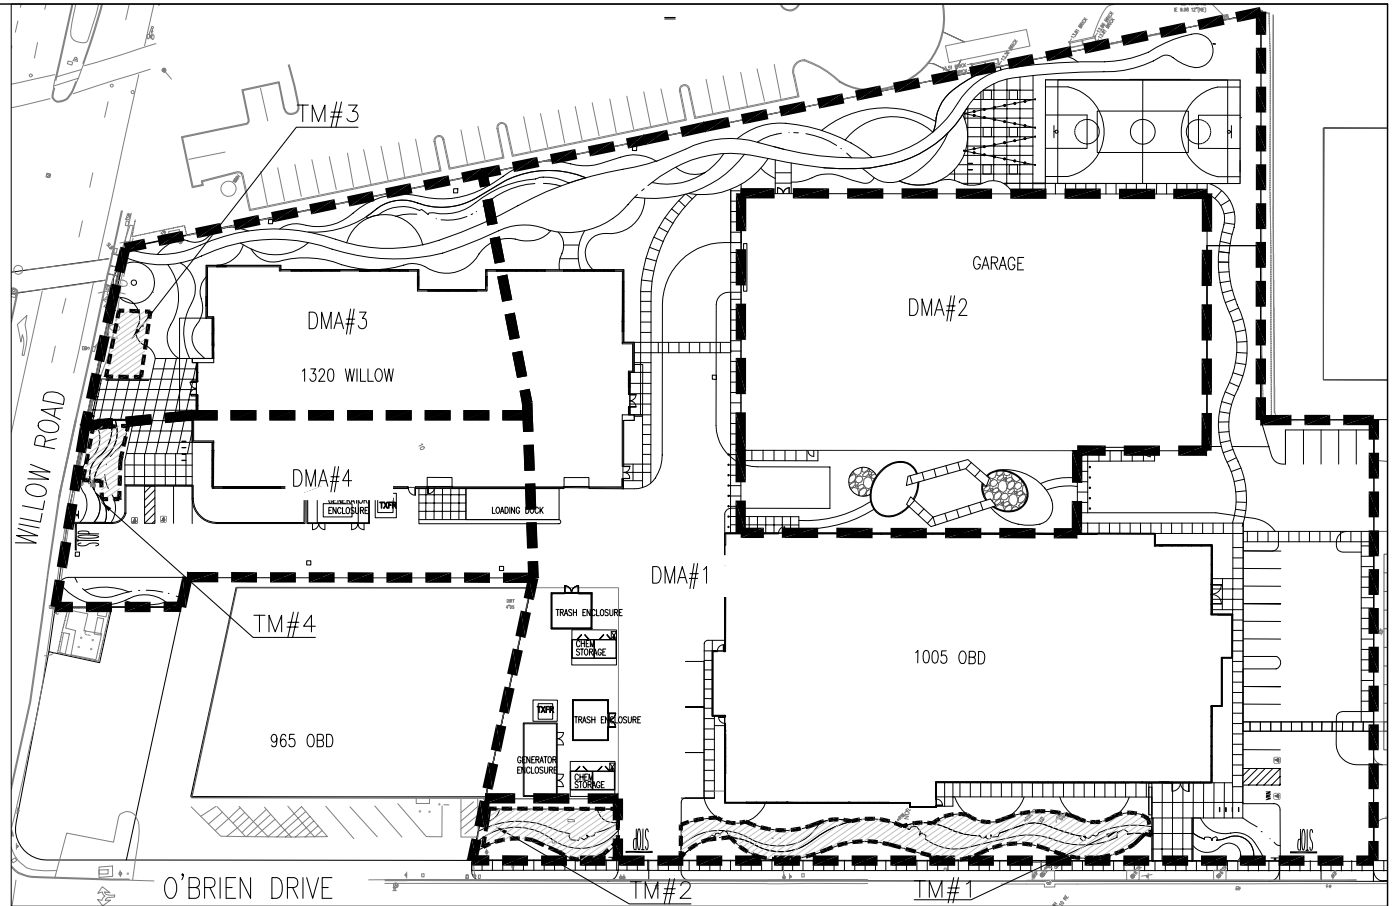 TM#3
GARAGE
DMA#2
DMA#3
1320 WILLOW
WILLOW ROAD
DMA#4
GENERATOR
ENCLOSURE
TXFR
LOADING DOCK
STOP
DMA#1
TRASH ENCLOSURE
CHEM
STORAGE
TM#4
1005 OBD
TXFR
TRASH ENCLOSURE
965 OBD
GENERATOR
ENCLOSURE
CHEM
STORAGE
STOP
STOP
O'BRIEN DRIVE
TM#2
TM#1